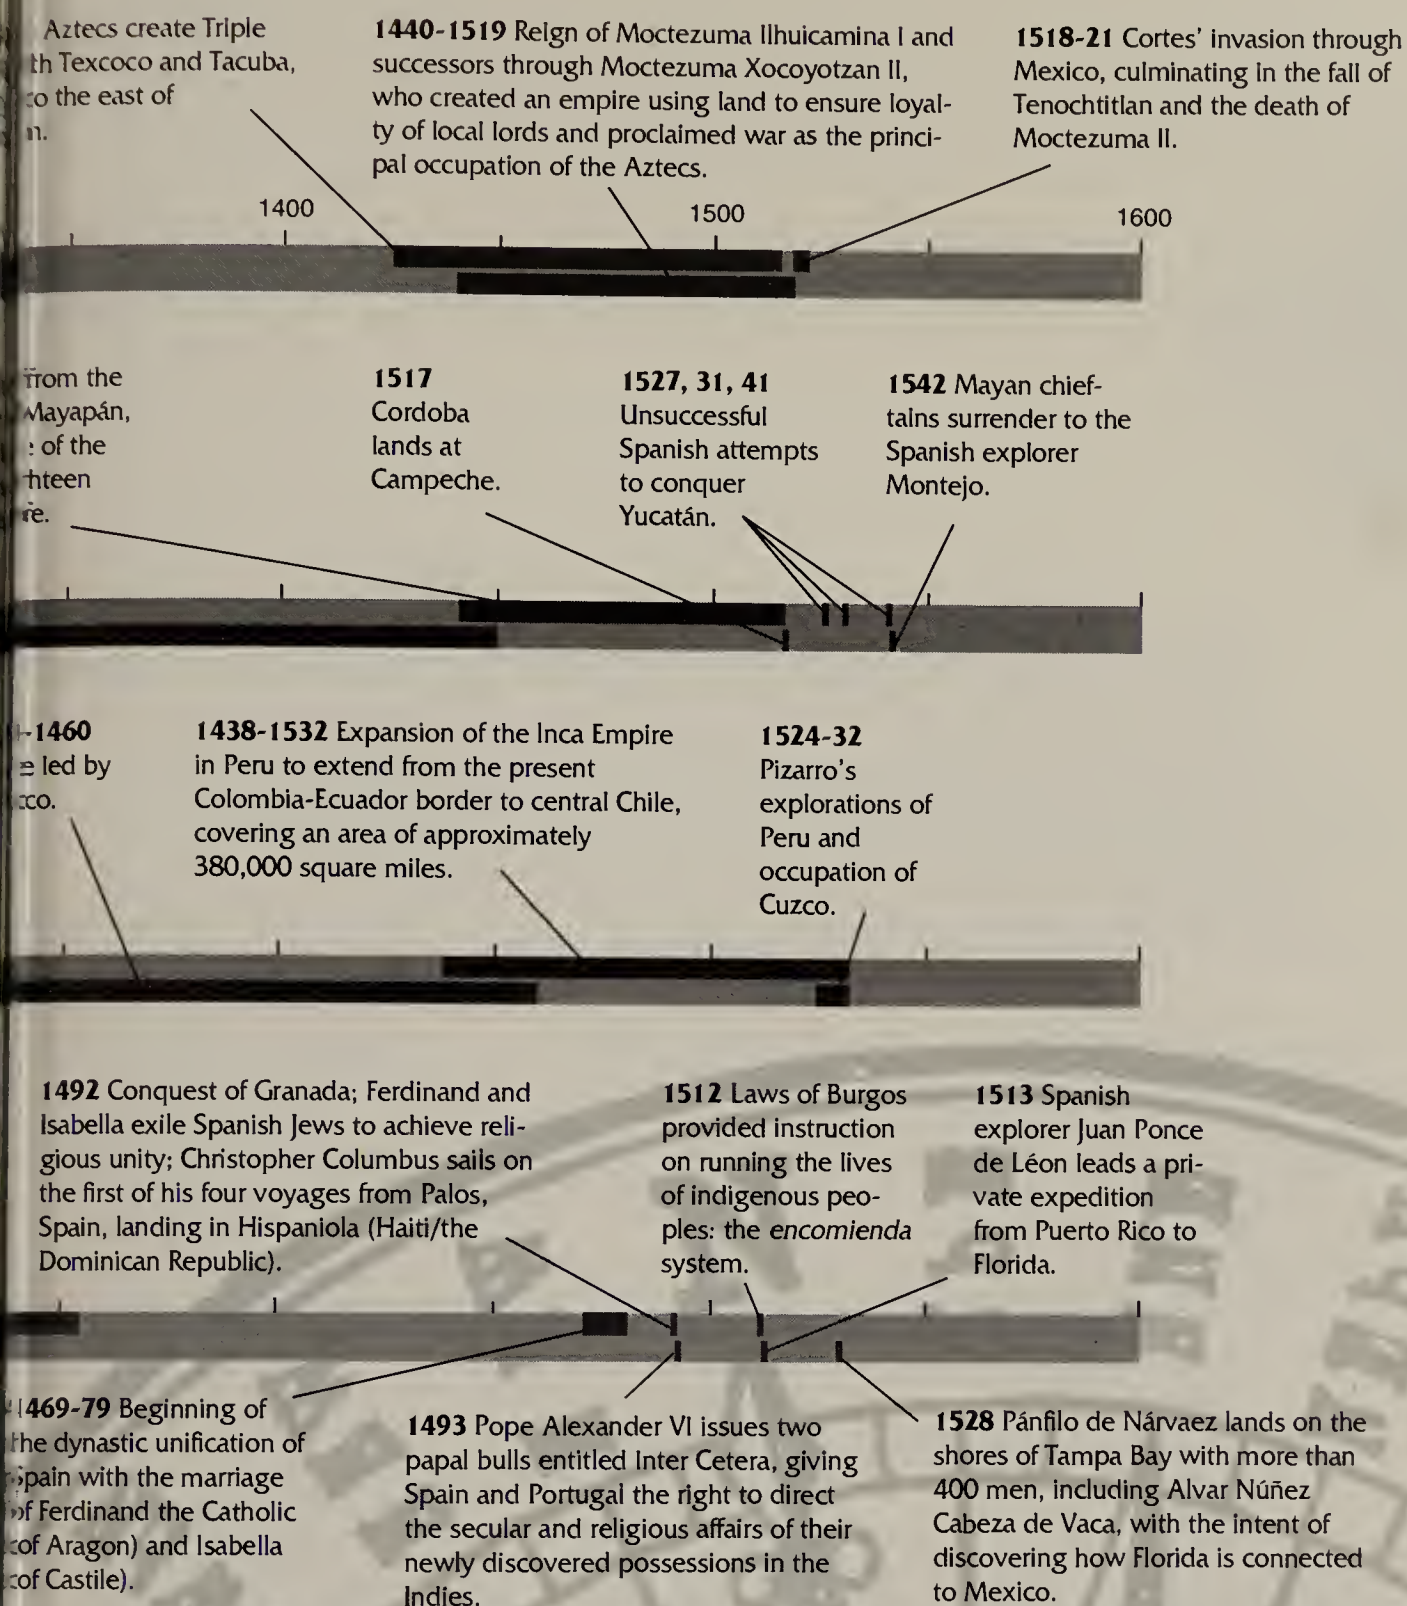 Aztecs create Triple
th Texcoco and Tacuba,
to the east of
n.
1440-1519 Reign of Moctezuma Ilhuicamina I and
successors through Moctezuma Xocoyotzan II,
who created an empire using land to ensure loyal-
ty of local lords and proclaimed war as the princi-
pal occupation of the Aztecs.
1518-21 Cortes' invasion through
Mexico, culminating in the fall of
Tenochtitlan and the death of
Moctezuma II.
1400
1500
1600
from the
Mayapán,
of the
hteen
re.
1517
Cordoba
lands at
Campeche.
1527, 31, 41
Unsuccessful
Spanish attempts
to conquer
Yucatán.
1542 Mayan chief-
tains surrender to the
Spanish explorer
Montejo.
-1460
led by
co.
1438-1532 Expansion of the Inca Empire
in Peru to extend from the present
Colombia-Ecuador border to central Chile,
covering an area of approximately
380,000 square miles.
1524-32
Pizarro's
explorations of
Peru and
occupation of
Cuzco.
1492 Conquest of Granada; Ferdinand and
Isabella exile Spanish Jews to achieve reli-
gious unity; Christopher Columbus sails on
the first of his four voyages from Palos,
Spain, landing in Hispaniola (Haiti/the
Dominican Republic).
1512 Laws of Burgos
provided instruction
on running the lives
of indigenous peo-
ples: the encomienda
system.
1513 Spanish
explorer Juan Ponce
de Léon leads a pri-
vate expedition
from Puerto Rico to
Florida.
1469-79 Beginning of
the dynastic unification of
Spain with the marriage
of Ferdinand the Catholic
(of Aragon) and Isabella
(of Castile).
1493 Pope Alexander VI issues two
papal bulls entitled Inter Cetera, giving
Spain and Portugal the right to direct
the secular and religious affairs of their
newly discovered possessions in the
Indies.
1528 Pánfilo de Nárvaez lands on the
shores of Tampa Bay with more than
400 men, including Alvar Núñez
Cabeza de Vaca, with the intent of
discovering how Florida is connected
to Mexico.